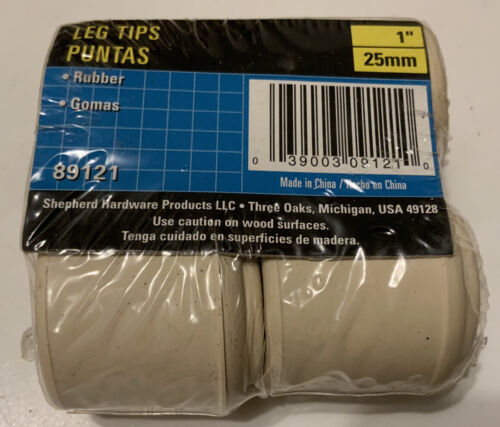 LEG TIPS
PUNTAS
1"
25mm
• Rubber
• Gomas
89121
0 39003 09121 0
Made in China / Hecho en China
Shepherd Hardware Products LLC • Three Oaks, Michigan, USA 49128
Use caution on wood surfaces.
Tenga cuidado en superficies de madera.